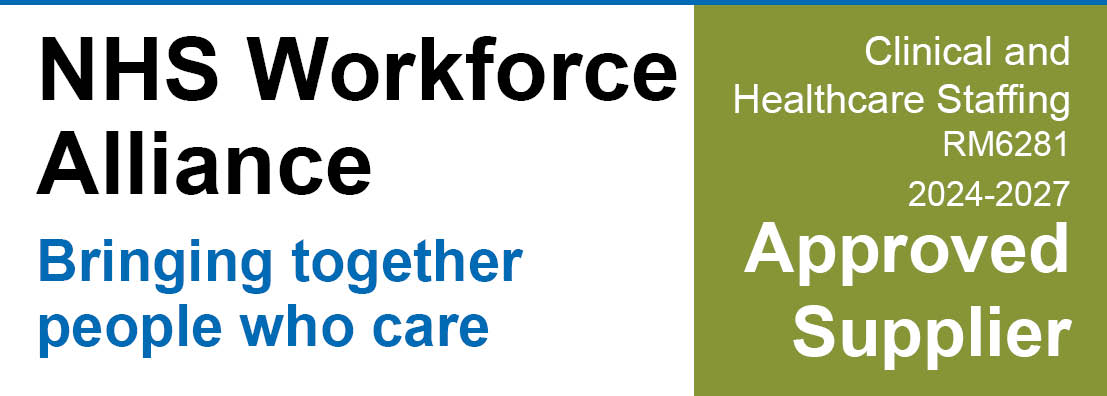 NHS Workforce
Alliance
Bringing together
people who care
Clinical and
Healthcare Staffing
RM6281
2024-2027
Approved
Supplier